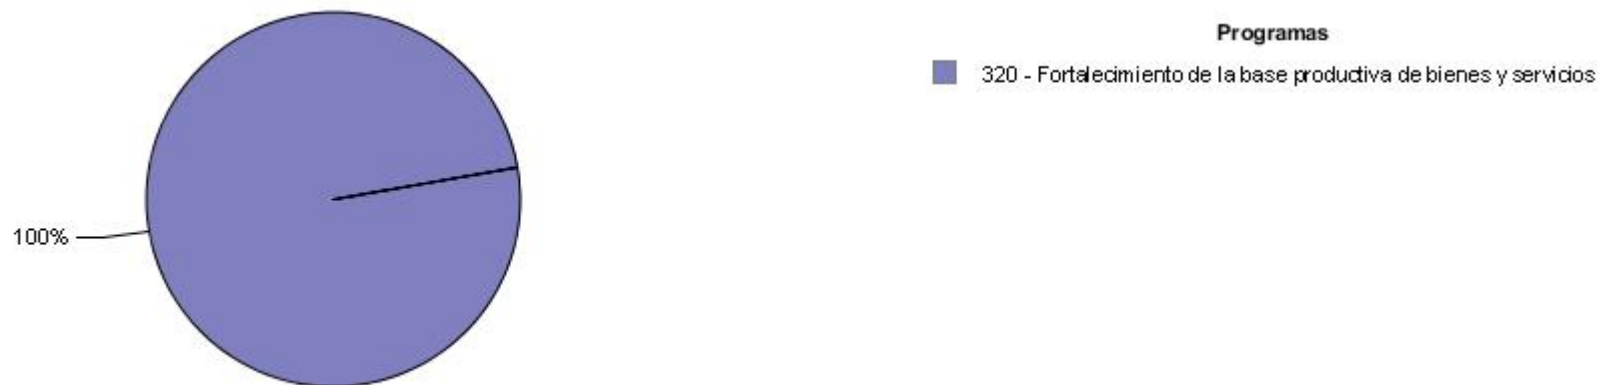 Programas
320 - Fortalecimiento de la base productiva de bienes y servicios
100%